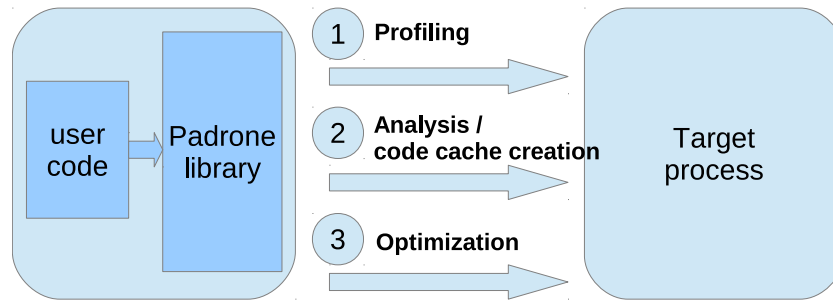 user
code
Padrone
library
1
Profiling
2
Analysis /
code cache creation
3
Optimization
Target
process